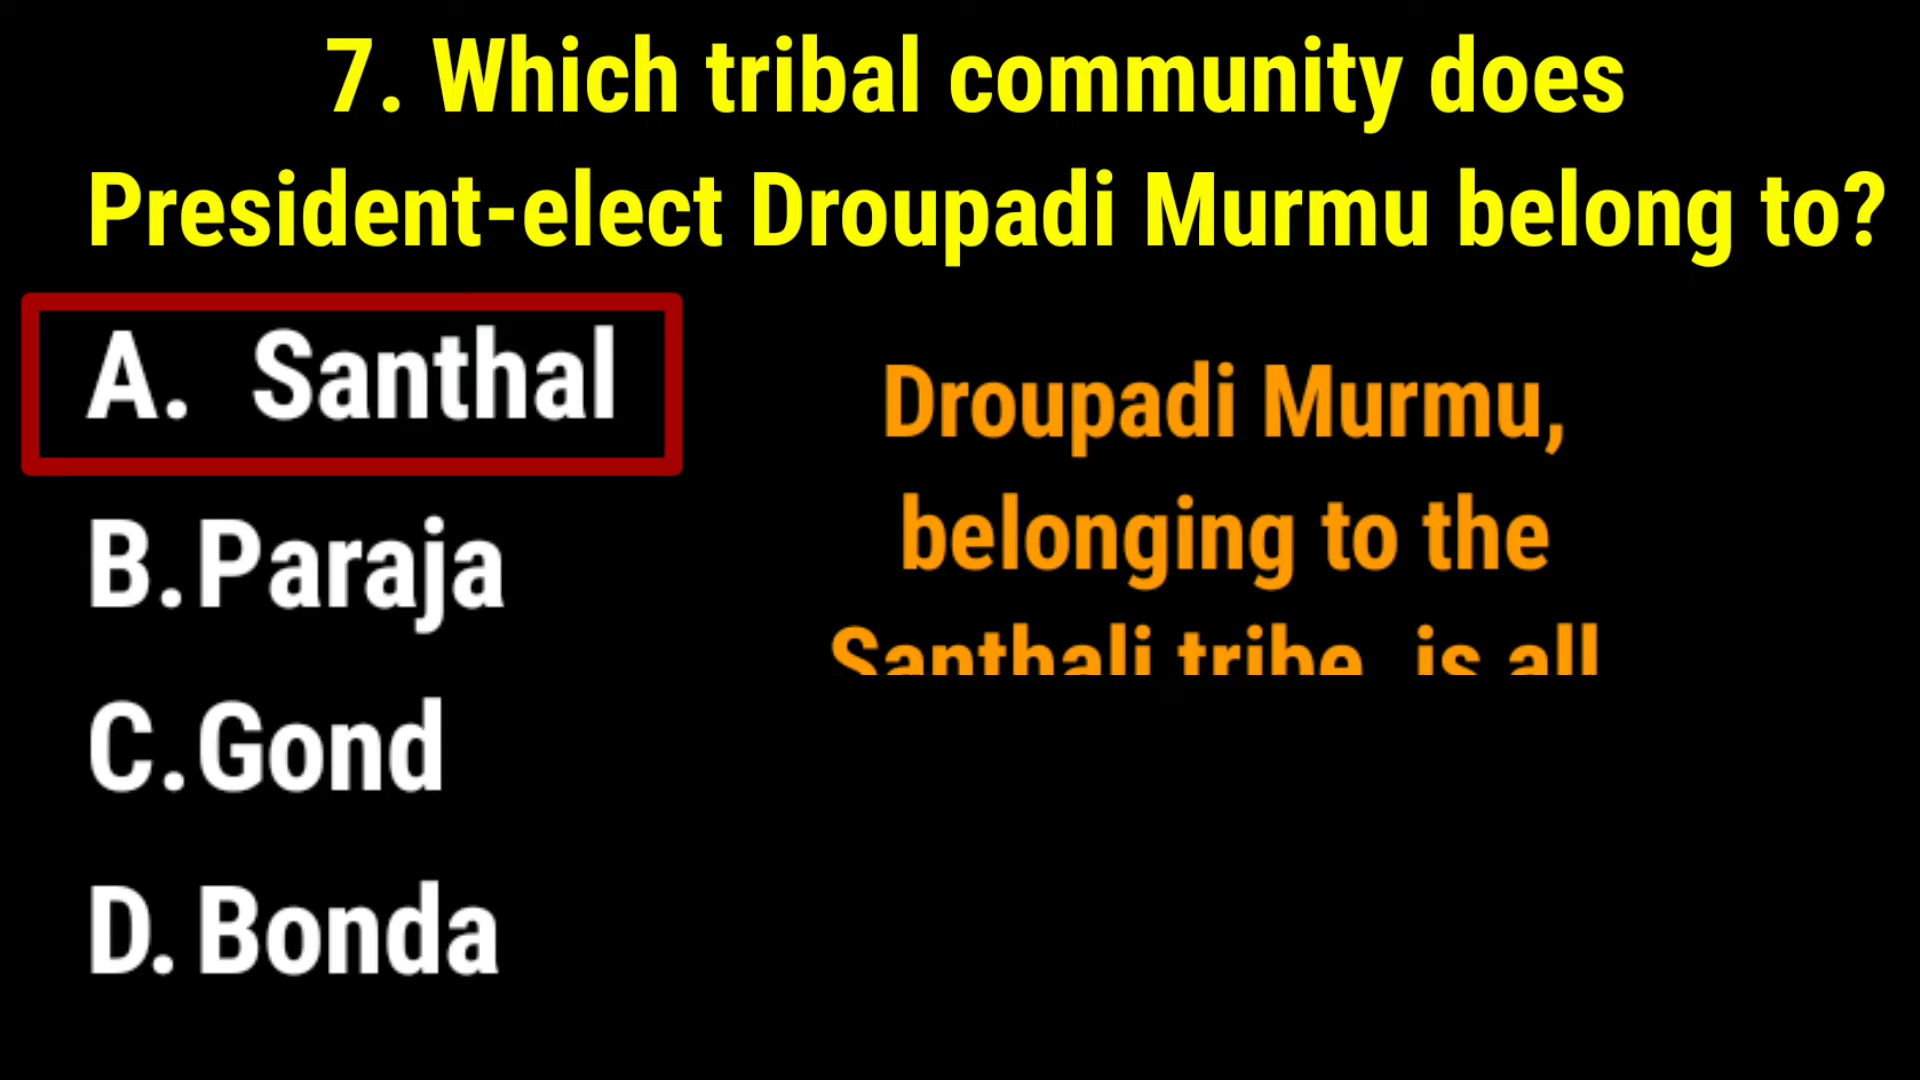 7. Which tribal community does
President-elect Droupadi Murmu belong to?
A. Santhal
B. Paraja
C. Gond
D. Bonda
Droupadi Murmu,
belonging to the
Santhali tribe, is all